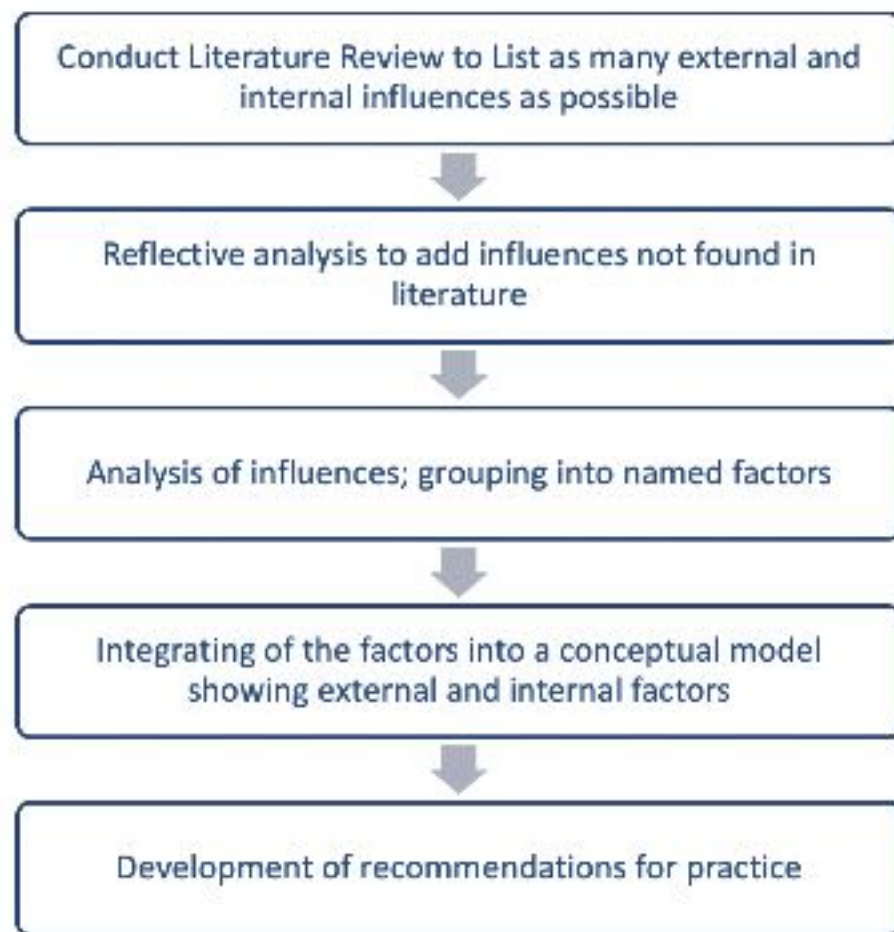 Conduct Literature Review to List as many external and
internal influences as possible
Reflective analysis to add influences not found in
literature
Analysis of influences; grouping into named factors
Integrating of the factors into a conceptual model
showing external and internal factors
Development of recommendations for practice